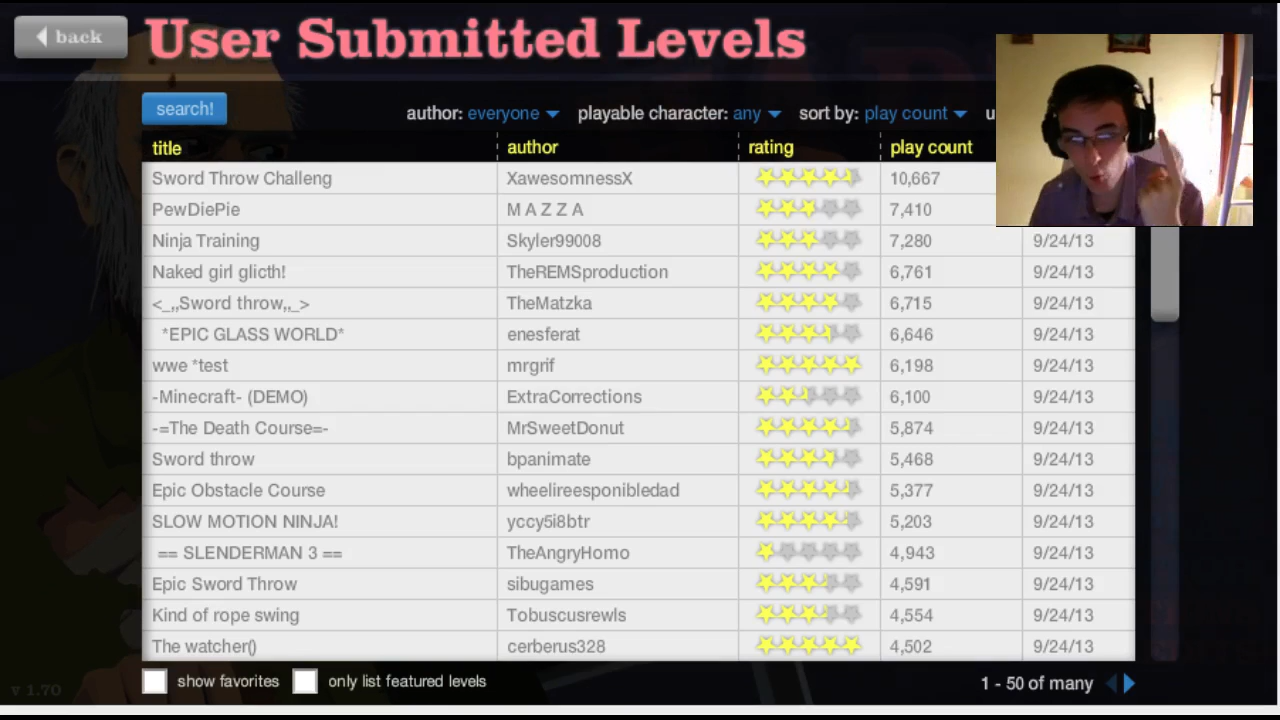 back
User Submitted Levels
search!
author: everyone playable character: any sort by: play count u
title author rating play count
Sword Throw Challeng XawesomnessX 10,667
PewDiePie M A Z Z A 7,410
Ninja Training Skyler99008 7,280 9/24/13
Naked girl glicth! TheREMSproduction 6,761 9/24/13
<_,,Sword throw,,_> TheMatzka 6,715 9/24/13
*EPIC GLASS WORLD* enesferat 6,646 9/24/13
wwe *test mrgrif 6,198 9/24/13
-Minecraft- (DEMO) ExtraCorrections 6,100 9/24/13
-=The Death Course=- MrSweetDonut 5,874 9/24/13
Sword throw bpanimate 5,468 9/24/13
Epic Obstacle Course wheelireesponibledad 5,377 9/24/13
SLOW MOTION NINJA! yccy5i8btr 5,203 9/24/13
== SLENDERMAN 3 == TheAngryHomo 4,943 9/24/13
Epic Sword Throw sibugames 4,591 9/24/13
Kind of rope swing Tobuscusrewls 4,554 9/24/13
The watcher() cerberus328 4,502 9/24/13
v 1.70 show favorites only list featured levels 1 - 50 of many